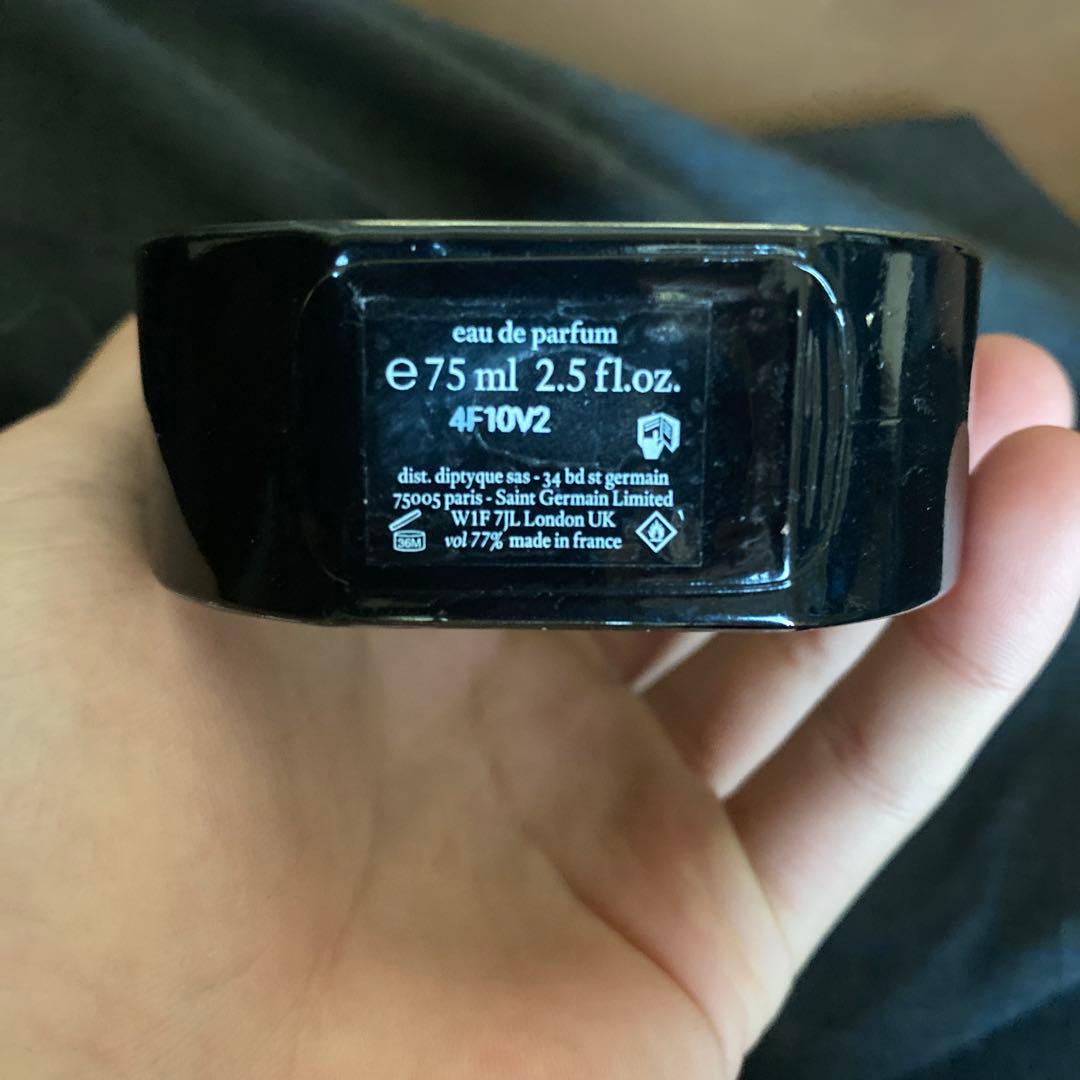 eau de parfum
℮ 75 ml 2.5 fl.oz.
4F10V2
dist. diptyque sas - 34 bd st germain
75005 paris - Saint Germain Limited
W1F 7JL London UK
36M vol 77% made in france